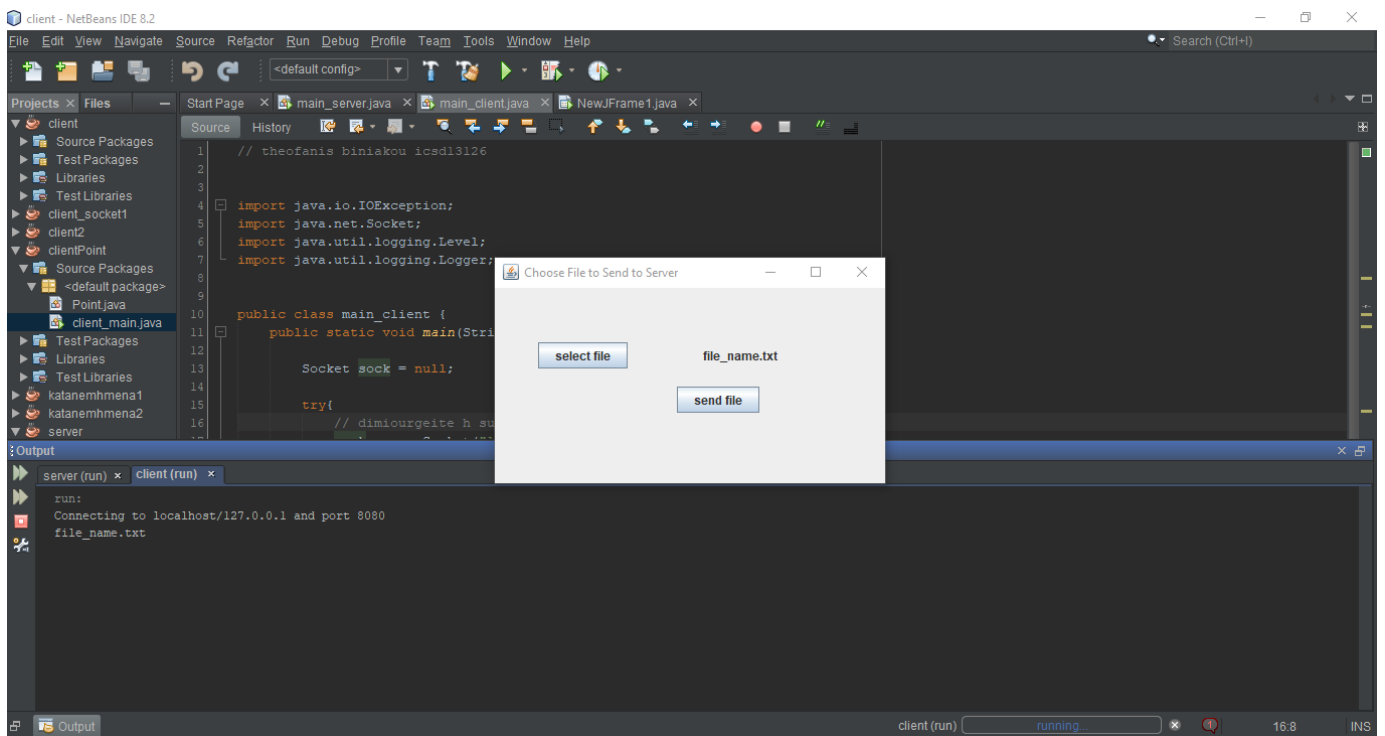 client - NetBeans IDE 8.2
File Edit View Navigate Source Refactor Run Debug Profile Team Tools Window Help
Search (Ctrl+I)
<default config>
Projects Files
Start Page main_server.java main_client.java NewJFrame1.java
Source History
client
Source Packages
Test Packages
Libraries
Test Libraries
client_socket1
client2
clientPoint
Source Packages
<default package>
Point.java
client_main.java
Test Packages
Libraries
Test Libraries
katanemhmena1
katanemhmena2
server
1 // theofanis biniakou icsd13126
2
3
4 import java.io.IOException;
5 import java.net.Socket;
6 import java.util.logging.Level;
7 import java.util.logging.Logger;
8
9
10 public class main_client {
11 public static void main(Stri
12
13 Socket sock = null;
14
15 try{
16 // dimiourgeite h su
Choose File to Send to Server
select file file_name.txt
send file
Output
server (run) client (run)
run:
Connecting to localhost/127.0.0.1 and port 8080
file_name.txt
Output
client (run) running... 1 16:8 INS